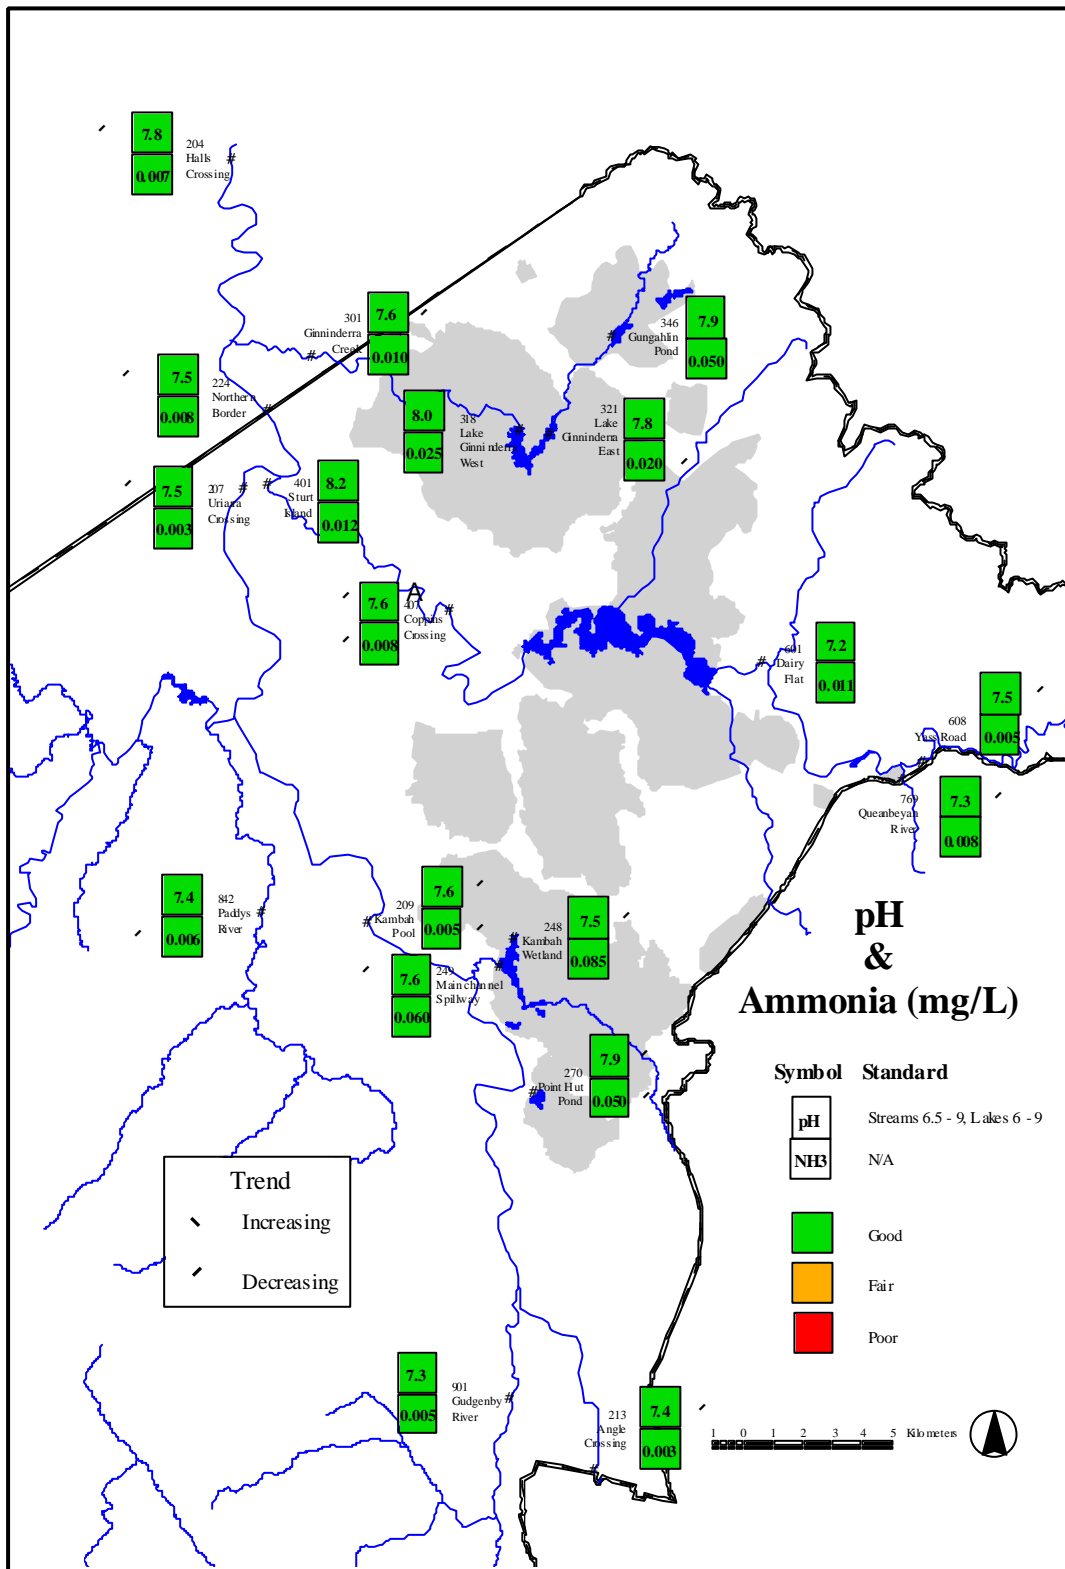 7.8
0.007
204
Halls
Crossing
#
301
Ginninderra
Creek
#
7.6
0.010
346
Gungahlin
Pond
#
7.9
0.050
7.5
0.008
224
Northern
Border
#
8.0
0.025
318
Lake
Ginninderra
West
#
321
Lake
Ginninderra
East
#
7.8
0.020
7.5
0.003
207
Uriarra
Crossing
#
#
401
Sturt
Island
8.2
0.012
A
7.6
0.008
407
Coppins
Crossing
#
601
Dairy
Flat
#
7.2
0.011
608
Yass Road
#
7.5
0.005
769
Queanbeyan
River
7.3
0.008
7.4
0.006
842
Paddys
River
#
209
Kambah
Pool
#
7.6
0.005
248
Kambah
Wetland
#
7.5
0.085
7.6
0.060
249
Main channel
Spillway
#
270
Point Hut
Pond
#
7.9
0.050
pH
&
Ammonia (mg/L)
Symbol Standard
pH Streams 6.5 - 9, Lakes 6 - 9
NH3 N/A
Good
Fair
Poor
Trend
Increasing
Decreasing
7.3
0.005
901
Gudgenby
River
#
213
Angle
Crossing
#
7.4
0.003
1 0 1 2 3 4 5 Kilometers